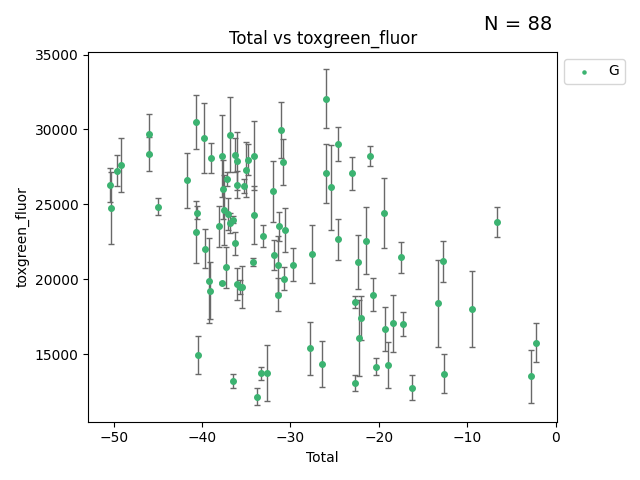 N = 88
Total vs toxgreen_fluor
G
35000
30000
25000
20000
15000
toxgreen_fluor
−50 −40 −30 −20 −10 0
Total